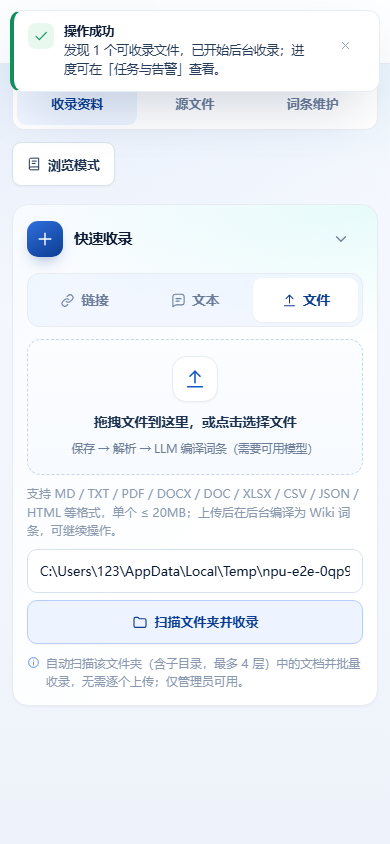 操作成功
发现 1 个可收录文件，已开始后台收录；进
度可在「任务与告警」查看。
收录资料
源文件
词条维护
浏览模式
快速收录
链接
文本
文件
拖拽文件到这里，或点击选择文件
保存 → 解析 → LLM 编译词条（需要可用模型）
支持 MD / TXT / PDF / DOCX / DOC / XLSX / CSV / JSON /
HTML 等格式，单个 ≤ 20MB；上传后在后台编译为 Wiki 词
条，可继续操作。
C:\Users\123\AppData\Local\Temp\npu-e2e-0qp9
扫描文件夹并收录
自动扫描该文件夹（含子目录，最多 4 层）中的文档并批量
收录，无需逐个上传；仅管理员可用。